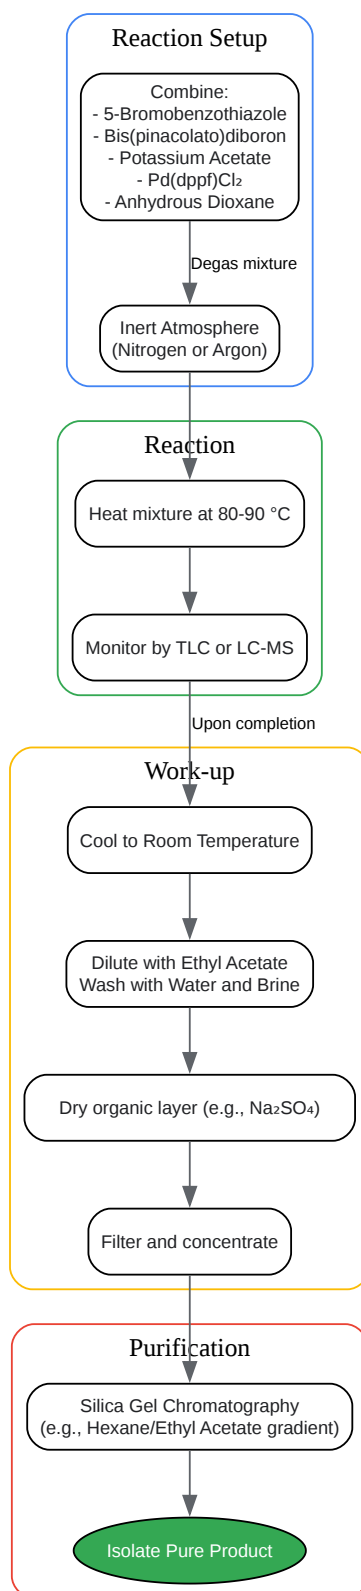 Reaction Setup
Combine:
- 5-Bromobenzothiazole
- Bis(pinacolato)diboron
- Potassium Acetate
- Pd(dppf)Cl₂
- Anhydrous Dioxane
Degas mixture
Inert Atmosphere
(Nitrogen or Argon)
Reaction
Heat mixture at 80-90 °C
Monitor by TLC or LC-MS
Upon completion
Work-up
Cool to Room Temperature
Dilute with Ethyl Acetate
Wash with Water and Brine
Dry organic layer (e.g., Na₂SO₄)
Filter and concentrate
Purification
Silica Gel Chromatography
(e.g., Hexane/Ethyl Acetate gradient)
Isolate Pure Product